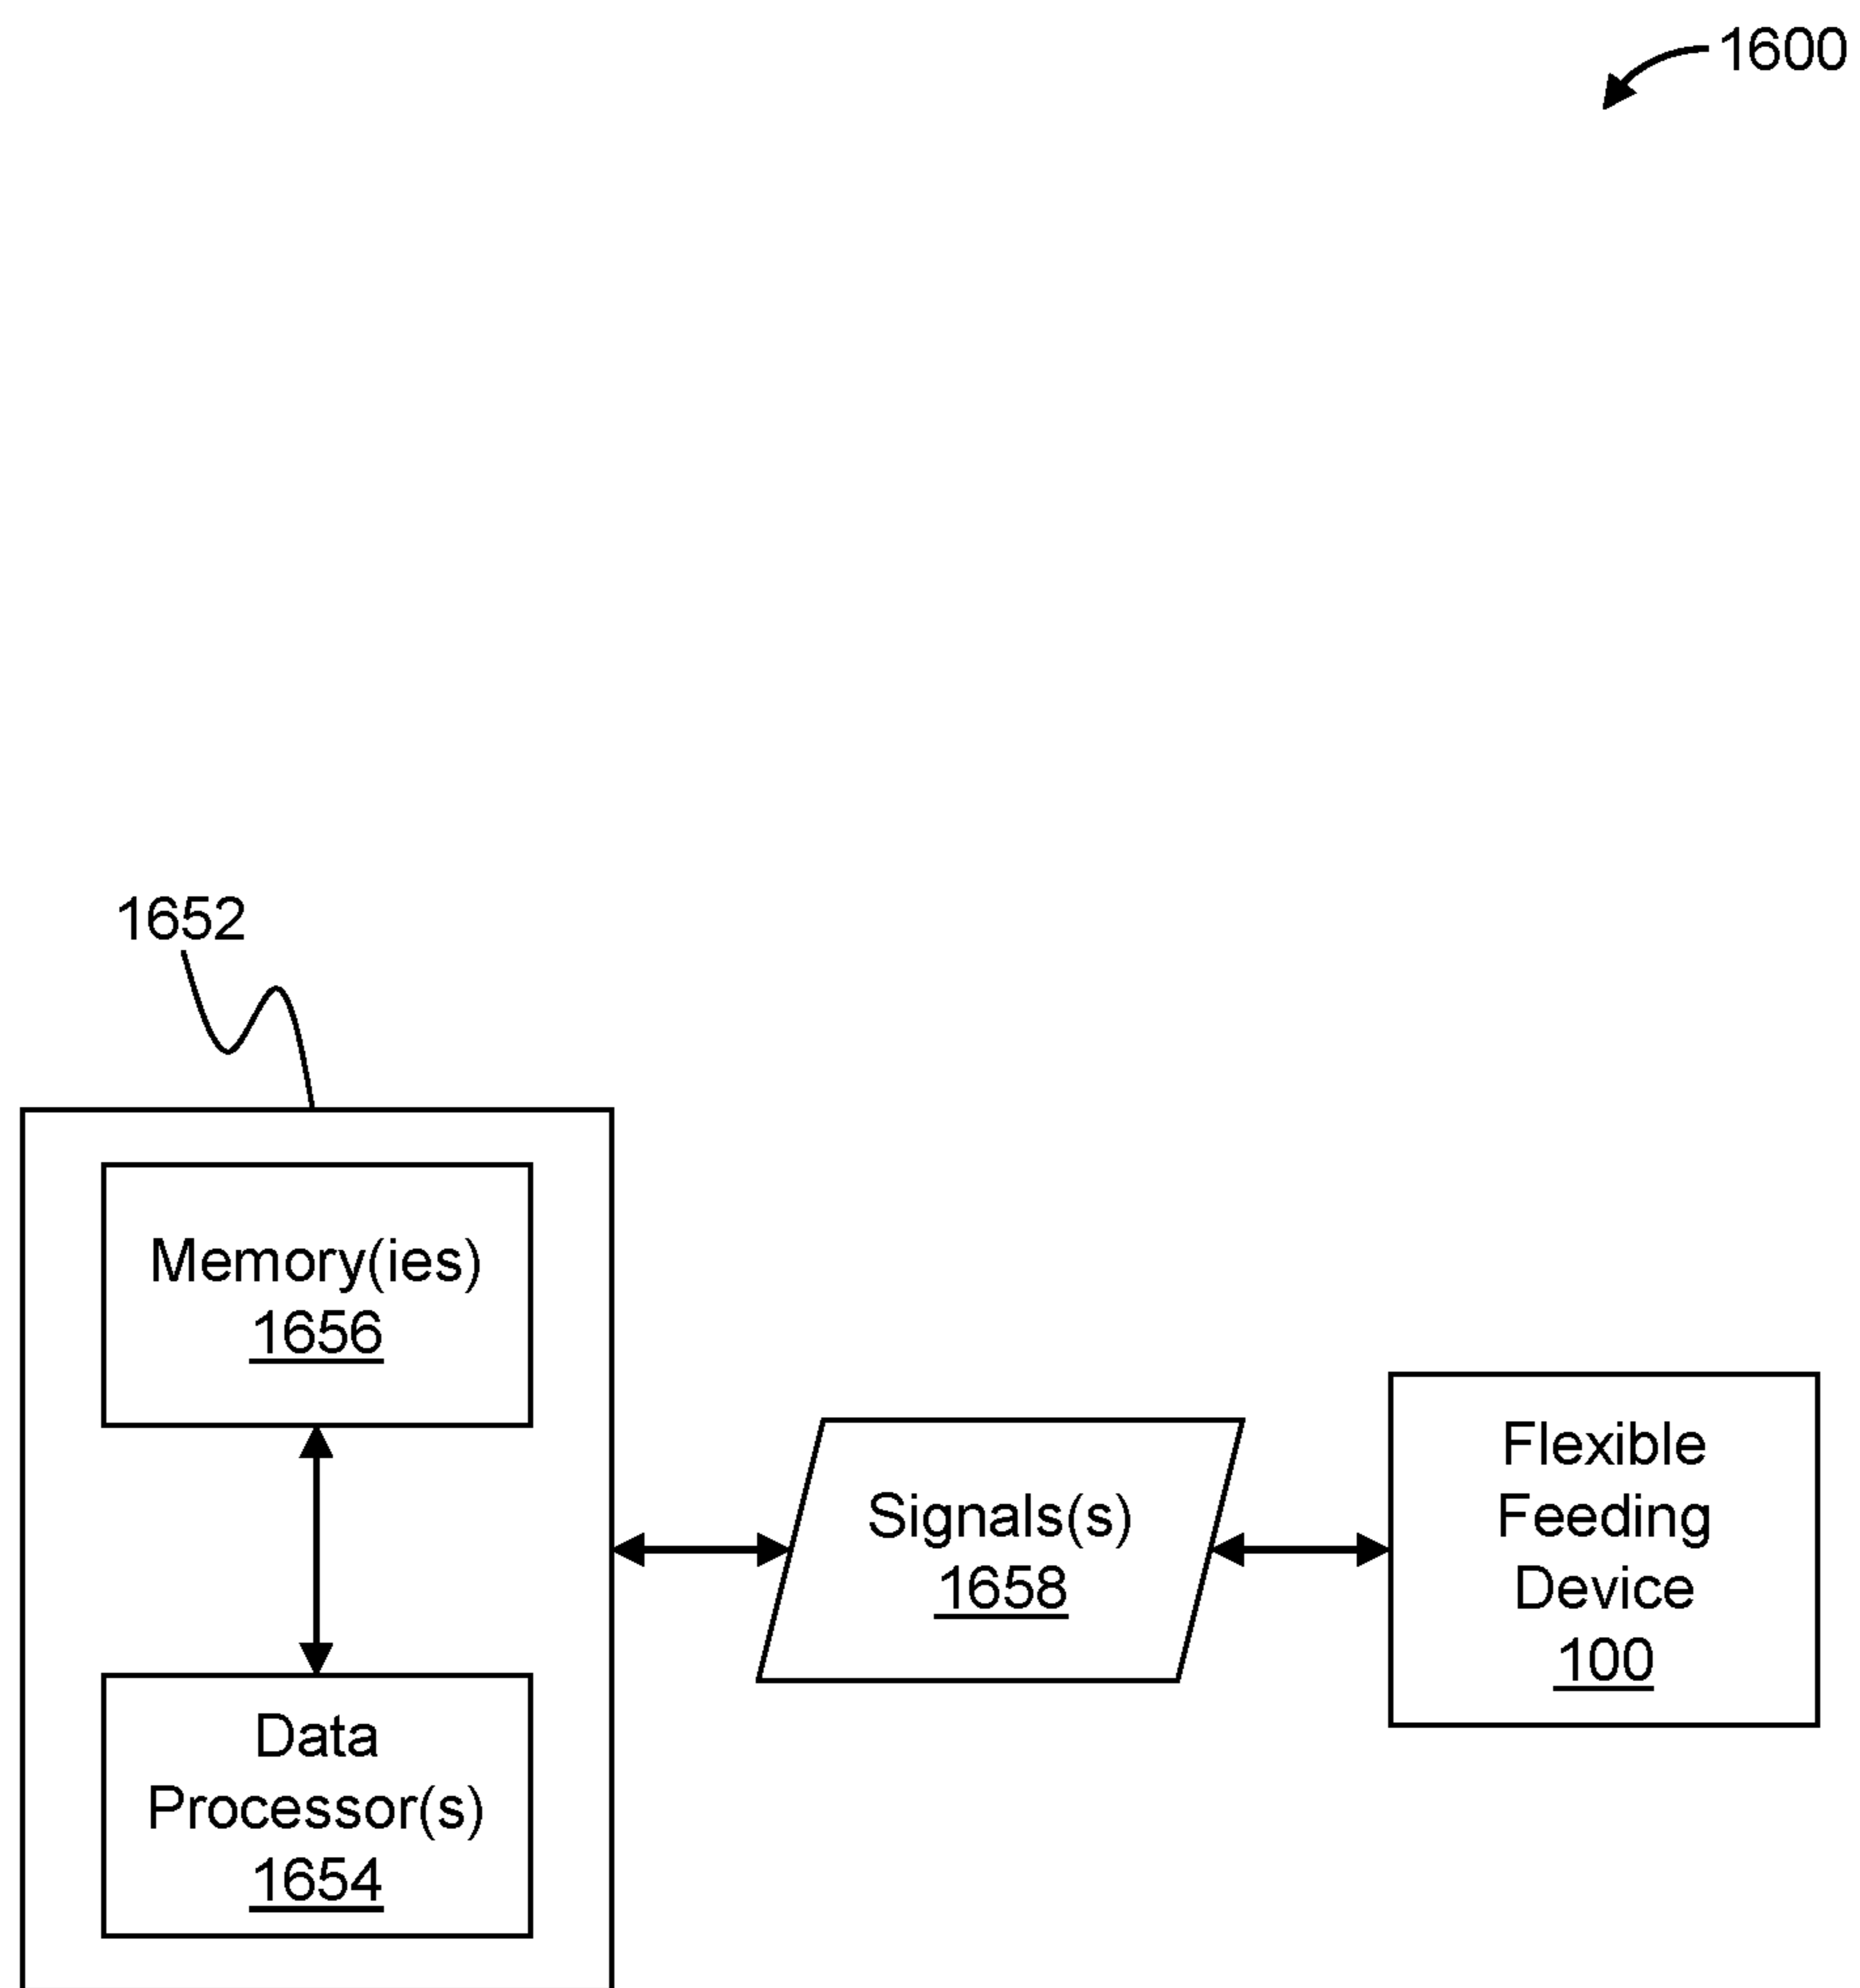 1600
1652
Memory(ies)
1656
Data
Processor(s)
1654
Signals(s)
1658
Flexible
Feeding
Device
100